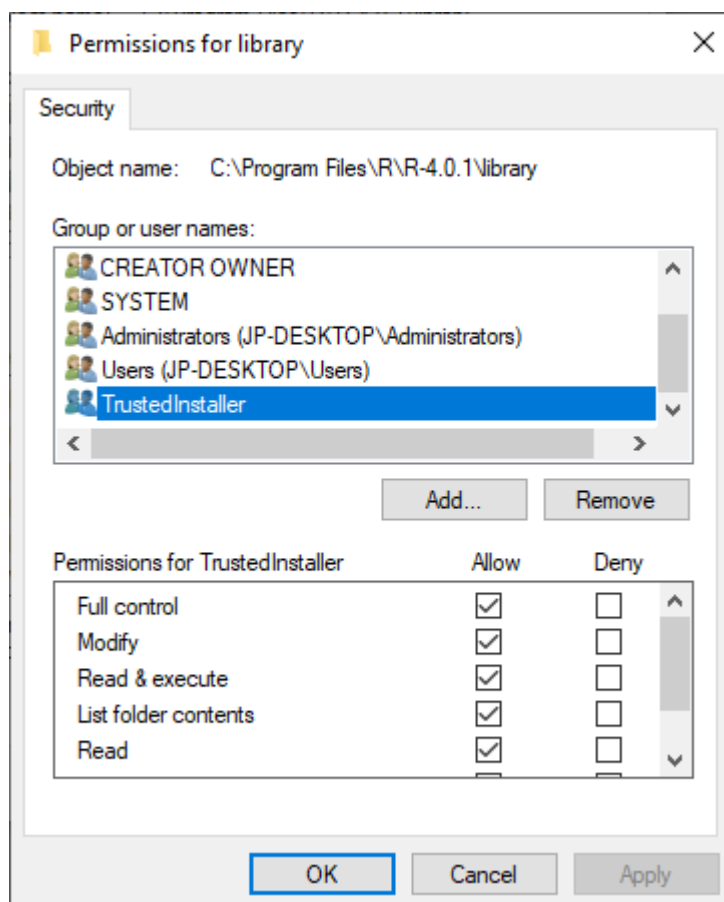 Permissions for library
Security
Object name: C:\Program Files\R\R-4.0.1\library
Group or user names:
CREATOR OWNER
SYSTEM
Administrators (JP-DESKTOP\Administrators)
Users (JP-DESKTOP\Users)
TrustedInstaller
Add... Remove
Permissions for TrustedInstaller Allow Deny
Full control
Modify
Read & execute
List folder contents
Read
OK Cancel Apply